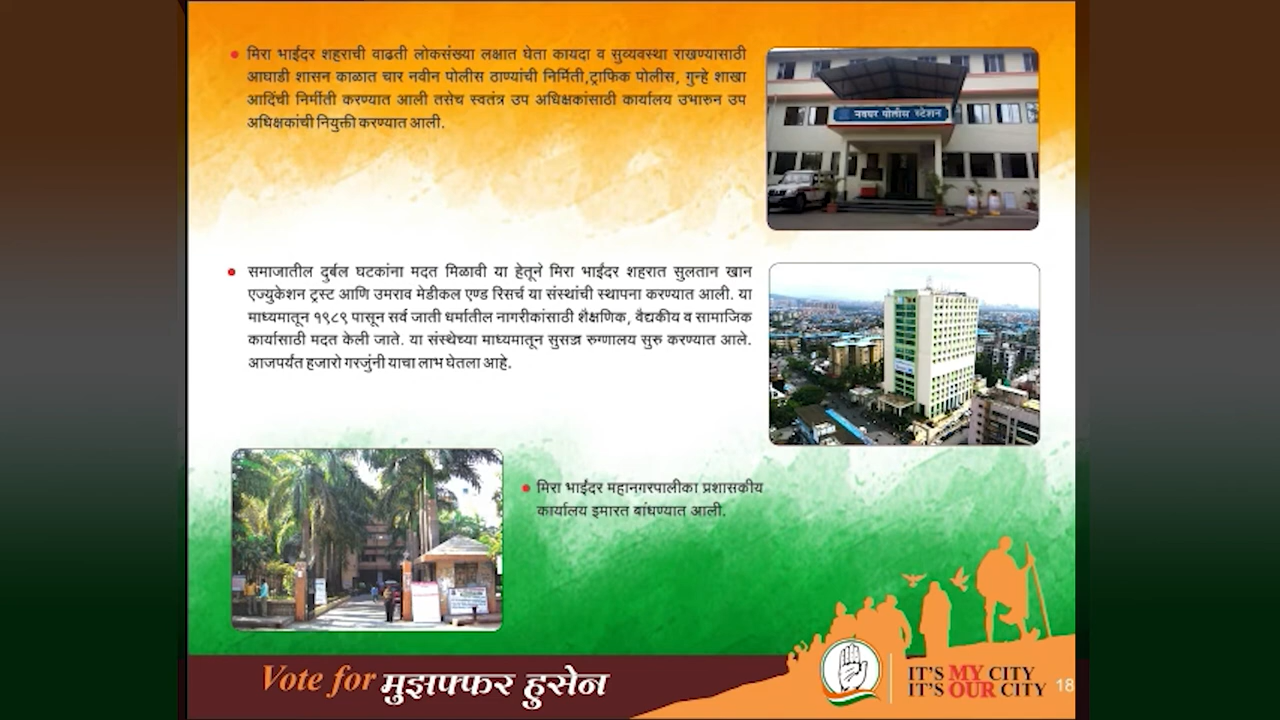 मिरा भाईंदर शहराची वाढती लोकसंख्या लक्षात घेता कायदा व सुव्यवस्था राखण्यासाठी
आघाडी शासन काळात चार नवीन पोलीस ठाण्यांची निर्मिती,ट्राफिक पोलीस, गुन्हे शाखा
आदिंची निर्मीती करण्यात आली तसेच स्वतंत्र उप अधिक्षकांसाठी कार्यालय उभारुन उप
अधिक्षकांची नियुक्ती करण्यात आली.
नवघर पोलीस स्टेशन
समाजातील दुर्बल घटकांना मदत मिळावी या हेतूने मिरा भाईंदर शहरात सुलतान खान
एज्युकेशन ट्रस्ट आणि उमराव मेडीकल एण्ड रिसर्च या संस्थांची स्थापना करण्यात आली. या
माध्यमातून १९८९ पासून सर्व जाती धर्मातील नागरीकांसाठी शैक्षणिक, वैद्यकीय व सामाजिक
कार्यासाठी मदत केली जाते. या संस्थेच्या माध्यमातून सुसज्ज रुग्णालय सुरु करण्यात आले.
आजपर्यंत हजारो गरजुंनी याचा लाभ घेतला आहे.
मिरा भाईंदर महानगरपालीका प्रशासकीय
कार्यालय इमारत बांधण्यात आली.
Vote for मुझफ्फर हुसेन
IT'S MY CITY
IT'S OUR CITY
18